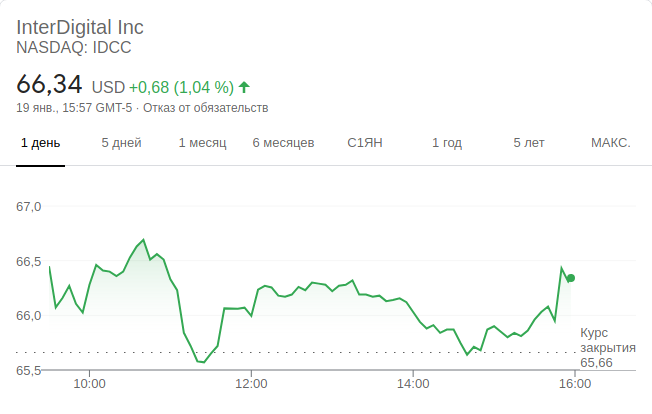 InterDigital Inc
NASDAQ: IDCC
66,34 USD +0,68 (1,04 %)
19 янв., 15:57 GMT-5 · Отказ от обязательств
1 день 5 дней 1 месяц 6 месяцев С1ЯН 1 год 5 лет МАКС.
67,0
66,5
66,0
Курс
закрытия
65,66
65,5
10:00 12:00 14:00 16:00